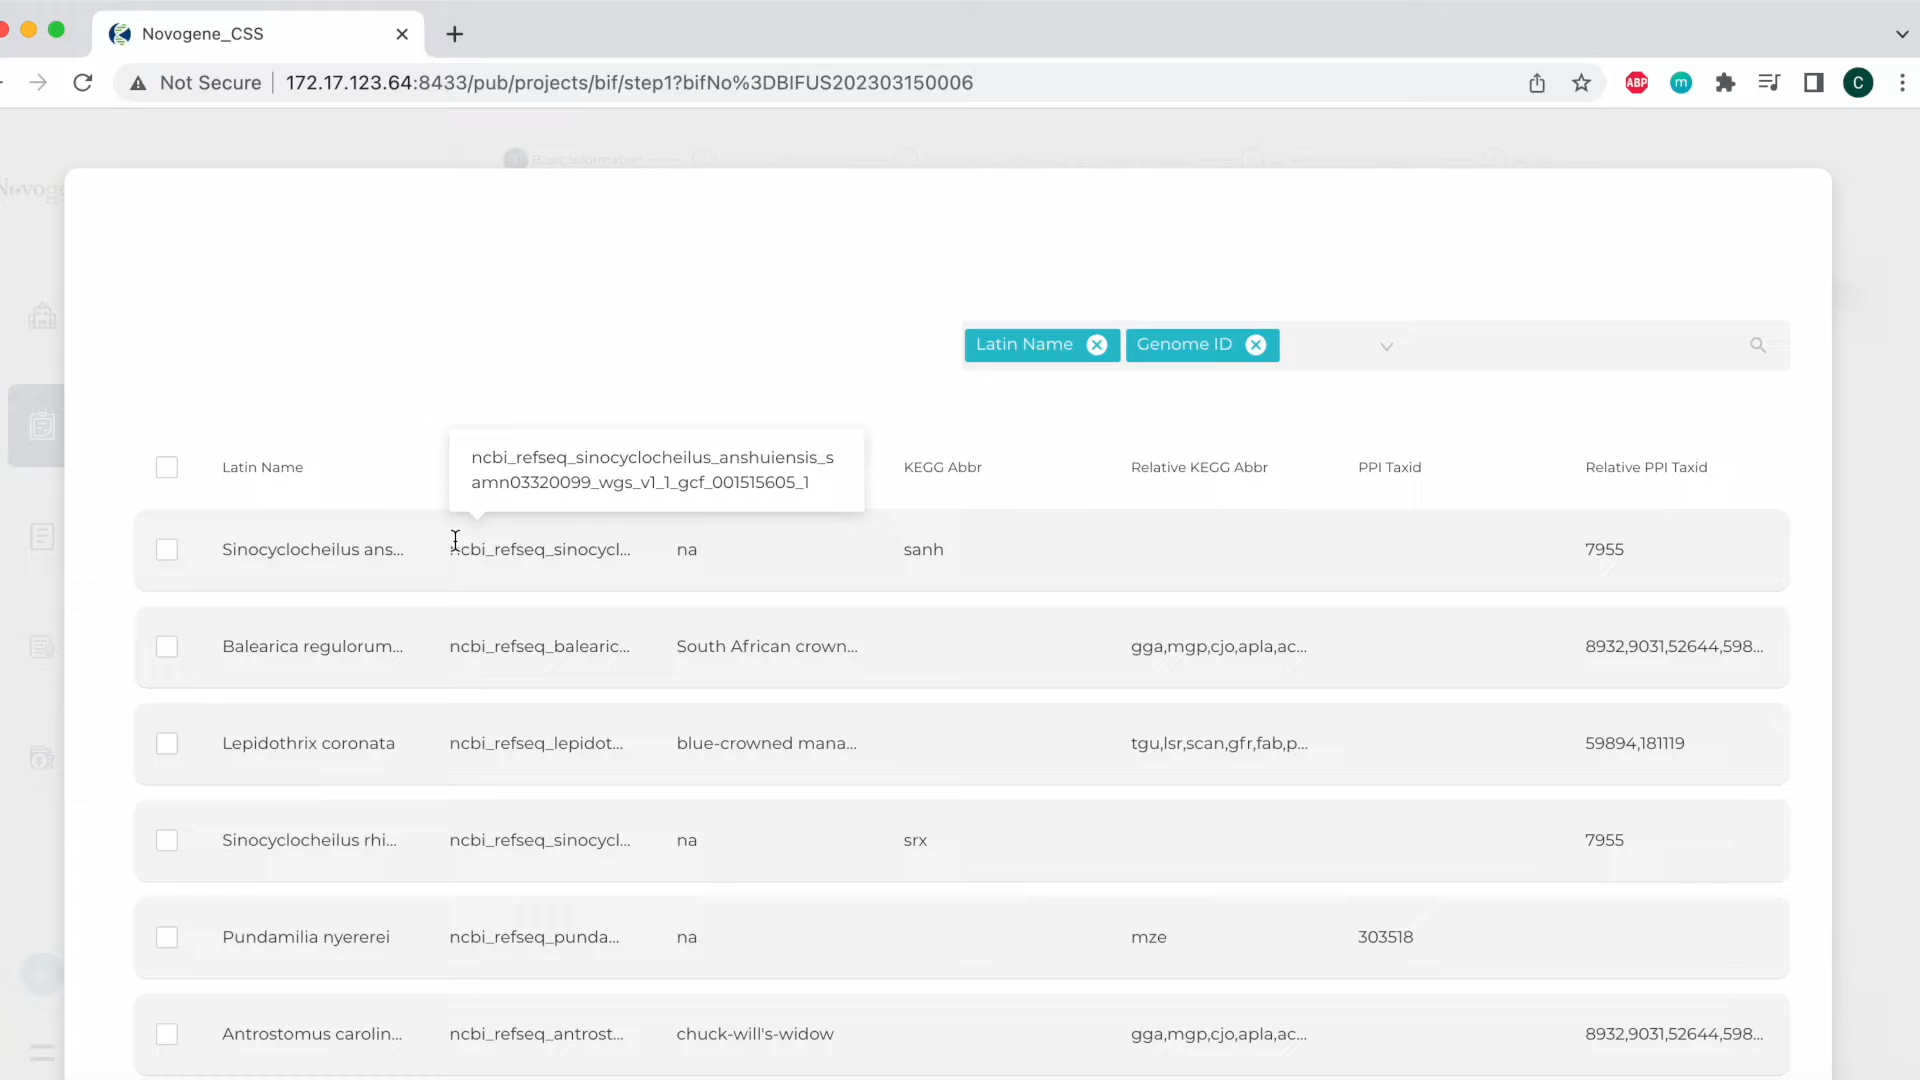 Novogene_CSS
Not Secure
172.17.123.64:8433/pub/projects/bif/step1?bifNo%3DBIFUS202303150006
ABP
m
C
Basic Information
Latin Name
Genome ID
ncbi_refseq_sinocyclocheilus_anshuiensis_s
amn03320099_wgs_v1_1_gcf_001515605_1
Latin Name KEGG Abbr Relative KEGG Abbr PPI Taxid Relative PPI Taxid
Sinocyclocheilus ans... ncbi_refseq_sinocycl... na sanh 7955
Balearica regulorum... ncbi_refseq_balearic... South African crown... gga,mgp,cjo,apla,ac... 8932,9031,52644,598...
Lepidothrix coronata ncbi_refseq_lepidot... blue-crowned mana... tgu,lsr,scan,gfr,fab,p... 59894,181119
Sinocyclocheilus rhi... ncbi_refseq_sinocycl... na srx 7955
Pundamilia nyererei ncbi_refseq_punda... na mze 303518
Antrostomus carolin... ncbi_refseq_antrost... chuck-will's-widow gga,mgp,cjo,apla,ac... 8932,9031,52644,598...